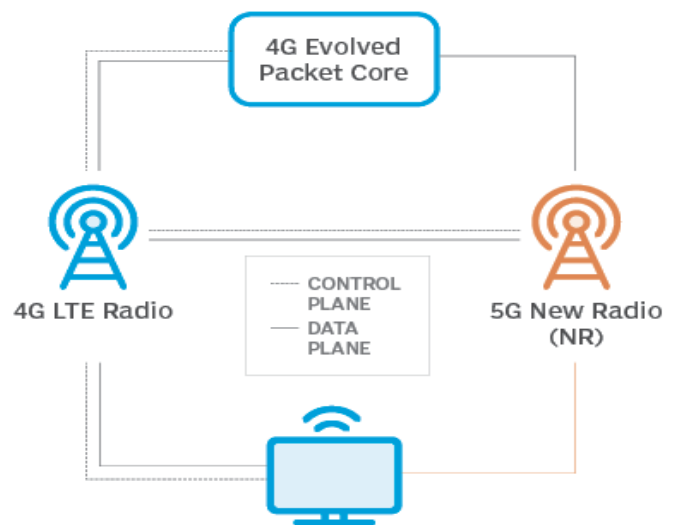 4G Evolved
Packet Core
4G LTE Radio
CONTROL
PLANE
DATA
PLANE
5G New Radio
(NR)